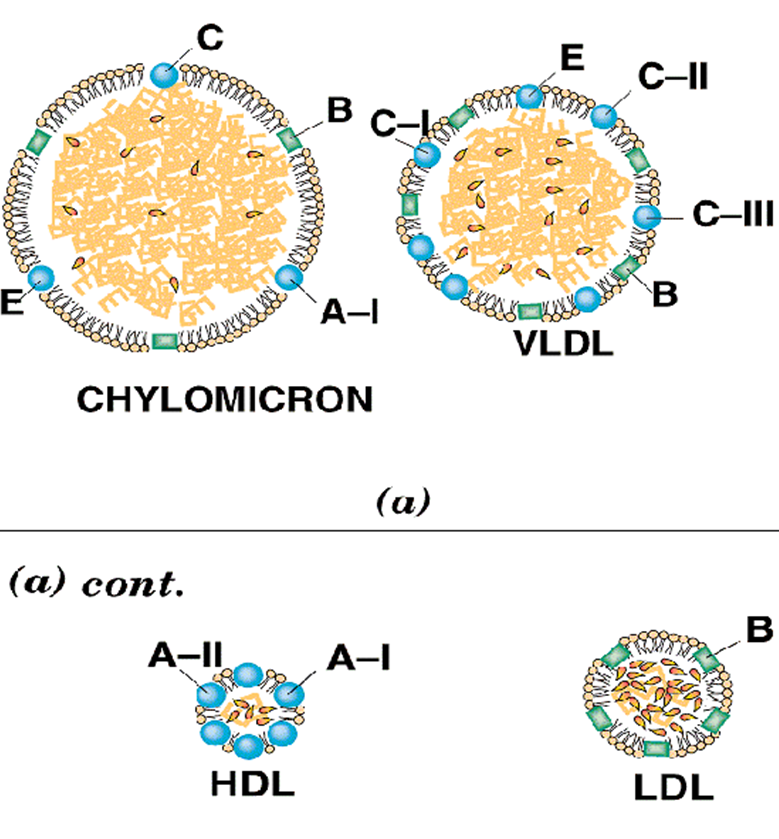 C
B
E
A–I
CHYLOMICRON
E
C–II
C–I
C–III
B
VLDL
(a)
(a) cont.
A–II
A–I
HDL
B
LDL